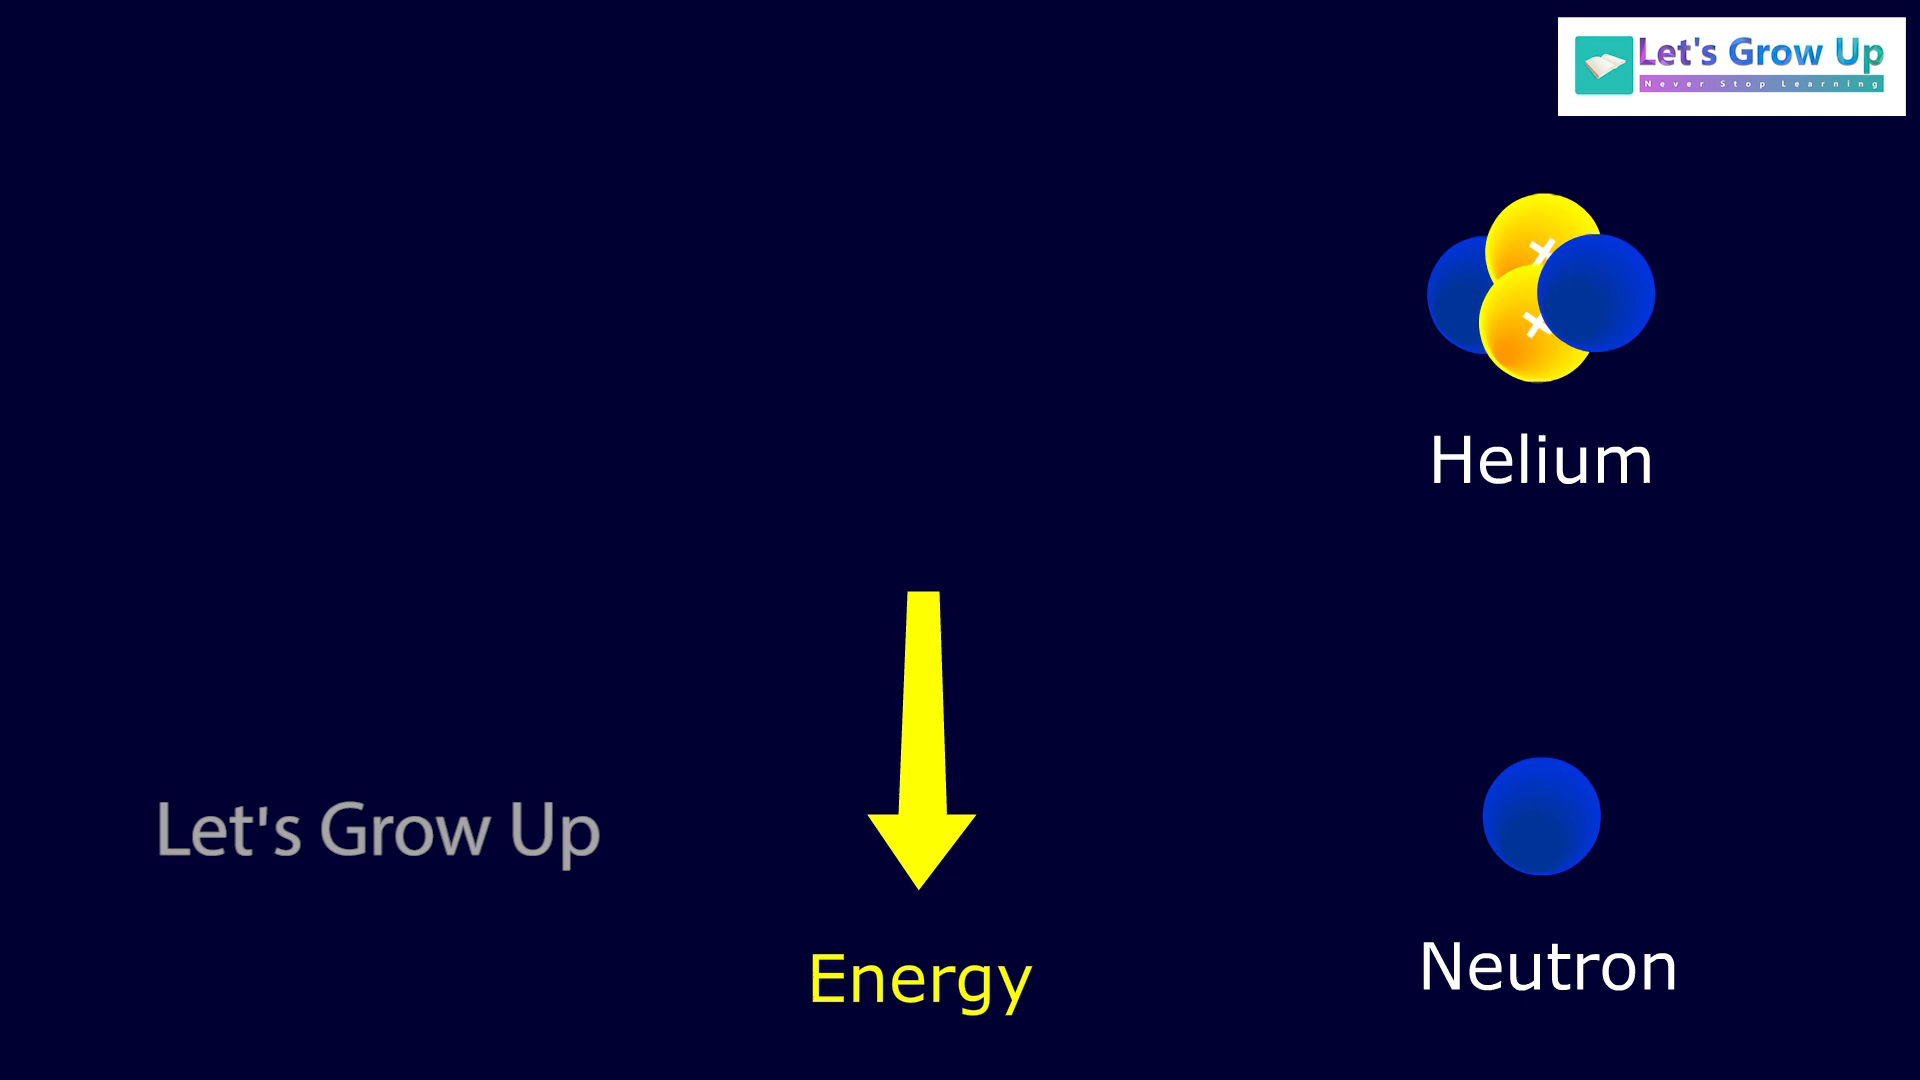 Let's Grow Up
Never Stop Learning
+
+
Helium
Let's Grow Up
Energy
Neutron